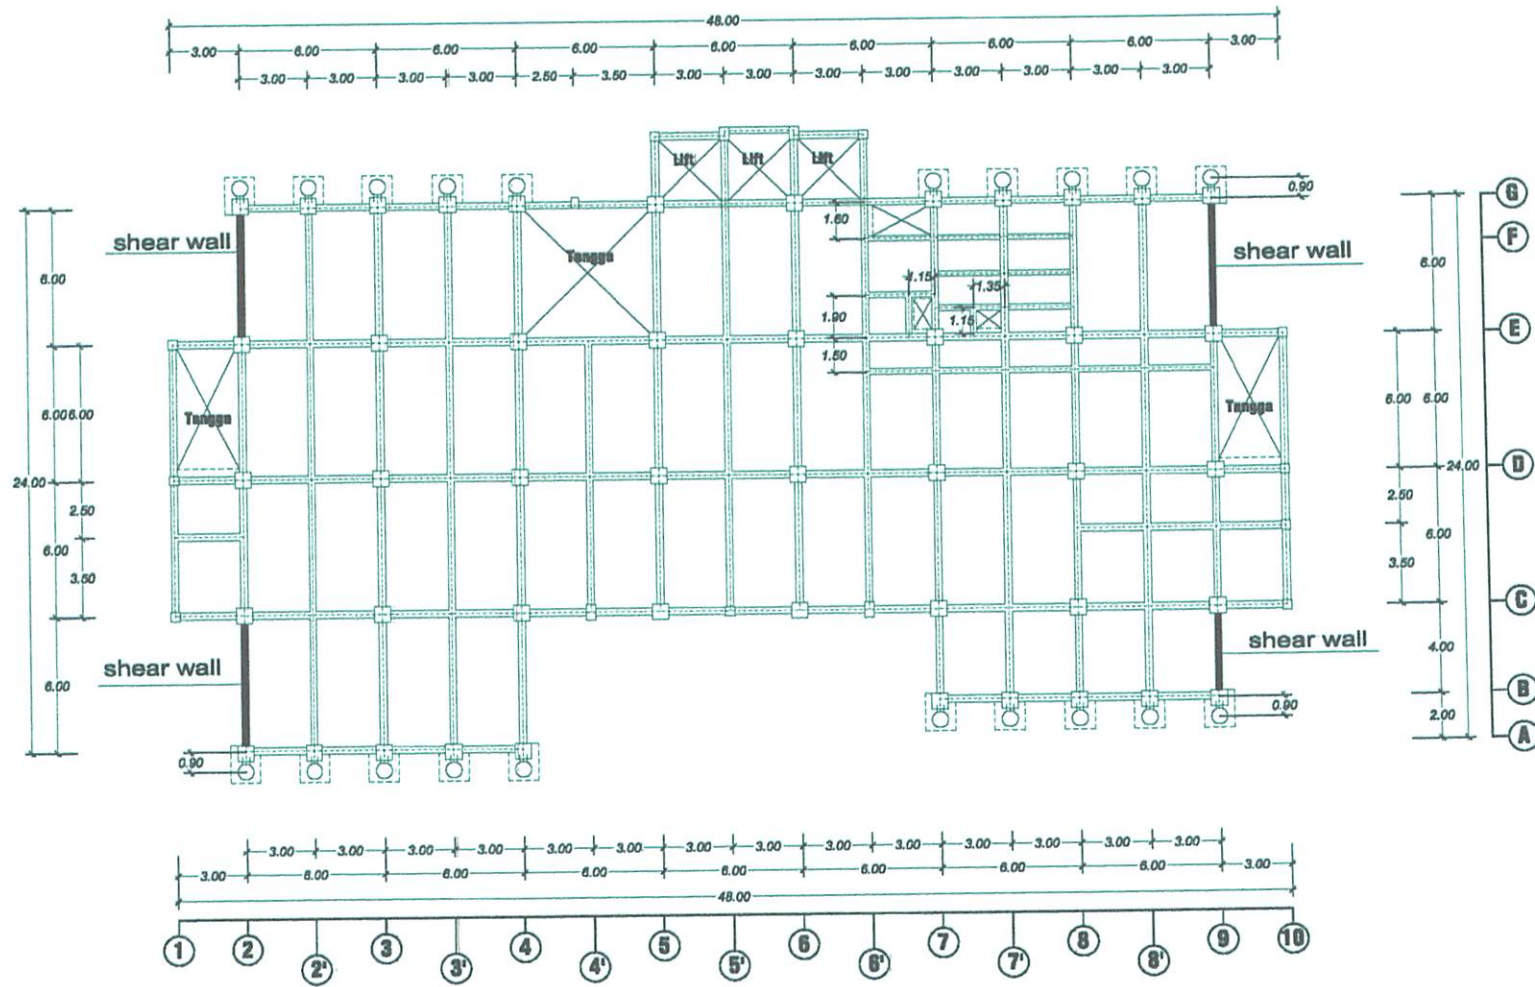 48.00
3.00 6.00 6.00 6.00 6.00 6.00 6.00 6.00 3.00
3.00 3.00 3.00 3.00 2.50 3.50 3.00 3.00 3.00 3.00 3.00 3.00 3.00 3.00
Lift Lift Lift
G
0.90
1.60
F
shear wall
Tangga
shear wall
6.00
6.00
1.15
1.35
1.90
1.15
E
1.50
6.00 6.00
6.00 6.00
Tangga
Tangga
D
24.00
24.00
2.50
2.50
6.00
6.00
3.50
3.50
C
shear wall
shear wall
4.00
6.00
B
0.90
2.00
A
0.90
3.00 3.00 3.00 3.00 3.00 3.00 3.00 3.00 3.00 3.00 3.00 3.00 3.00 3.00
3.00 6.00 6.00 6.00 6.00 6.00 6.00 6.00 3.00
48.00
1 2 3 4 5 6 7 8 9 10
2' 3' 4' 5' 6' 7' 8'